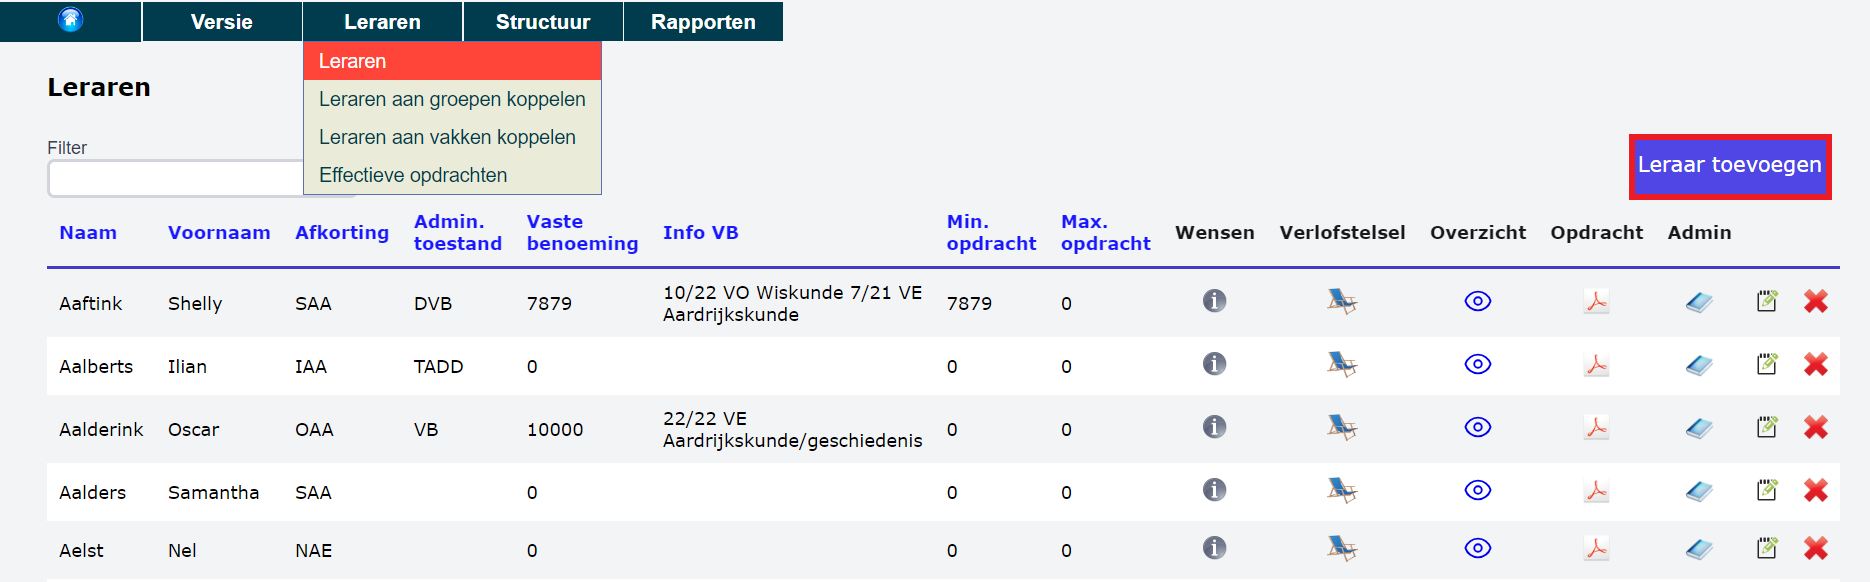 Versie Leraren Structuur Rapporten
Leraren
Leraren aan groepen koppelen
Leraren aan vakken koppelen
Effectieve opdrachten
Leraren
Filter
Leraar toevoegen
Naam Voornaam Afkorting Admin. toestand Vaste benoeming Info VB Min. opdracht Max. opdracht Wensen Verlofstelsel Overzicht Opdracht Admin
Aaftink Shelly SAA DVB 7879 10/22 VO Wiskunde 7/21 VE Aardrijkskunde 7879 0
Aalberts Ilian IAA TADD 0 0 0
Aalderink Oscar OAA VB 10000 22/22 VE Aardrijkskunde/geschiedenis 0 0
Aalders Samantha SAA 0 0 0
Aelst Nel NAE 0 0 0